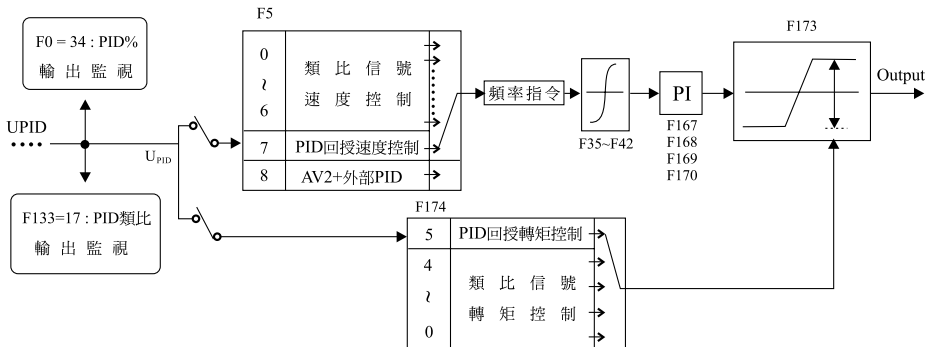 F0 = 34 : PID%
輸出監視
UPID
U_PID
F133=17 : PID類比
輸出監視
F5
0
~
6
類比信號
速度控制
7
PID回授速度控制
8
AV2+外部PID
頻率指令
F35~F42
PI
F167
F168
F169
F170
F173
Output
F174
5
PID回授轉矩控制
4
~
0
類比信號
轉矩控制